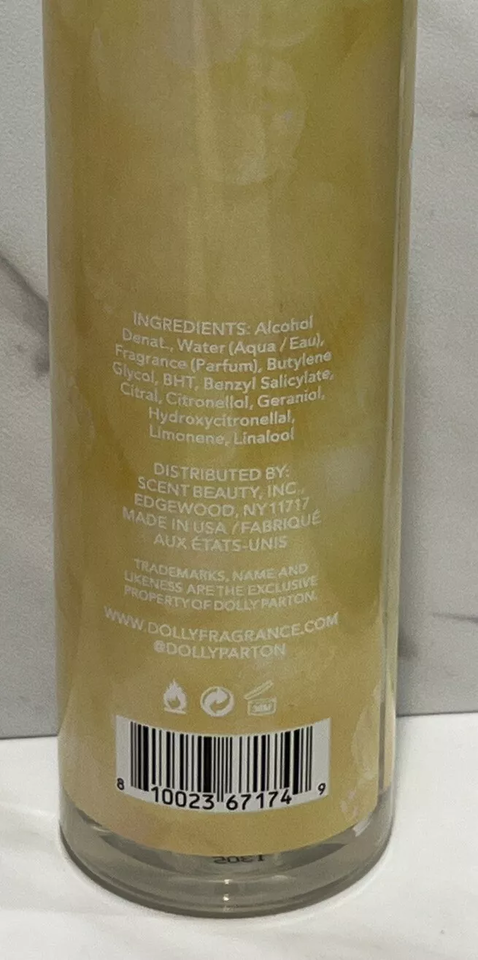 INGREDIENTS: Alcohol
Denat., Water (Aqua / Eau),
Fragrance (Parfum), Butylene
Glycol, BHT, Benzyl Salicylate,
Citral, Citronellol, Geraniol,
Hydroxycitronellal,
Limonene, Linalool
DISTRIBUTED BY:
SCENT BEAUTY, INC.,
EDGEWOOD, NY 11717
MADE IN USA / FABRIQUÉ
AUX ÉTATS-UNIS
TRADEMARKS, NAME AND
LIKENESS ARE THE EXCLUSIVE
PROPERTY OF DOLLY PARTON.
WWW.DOLLYFRAGRANCE.COM
@DOLLYPARTON
8 10023 67174 9